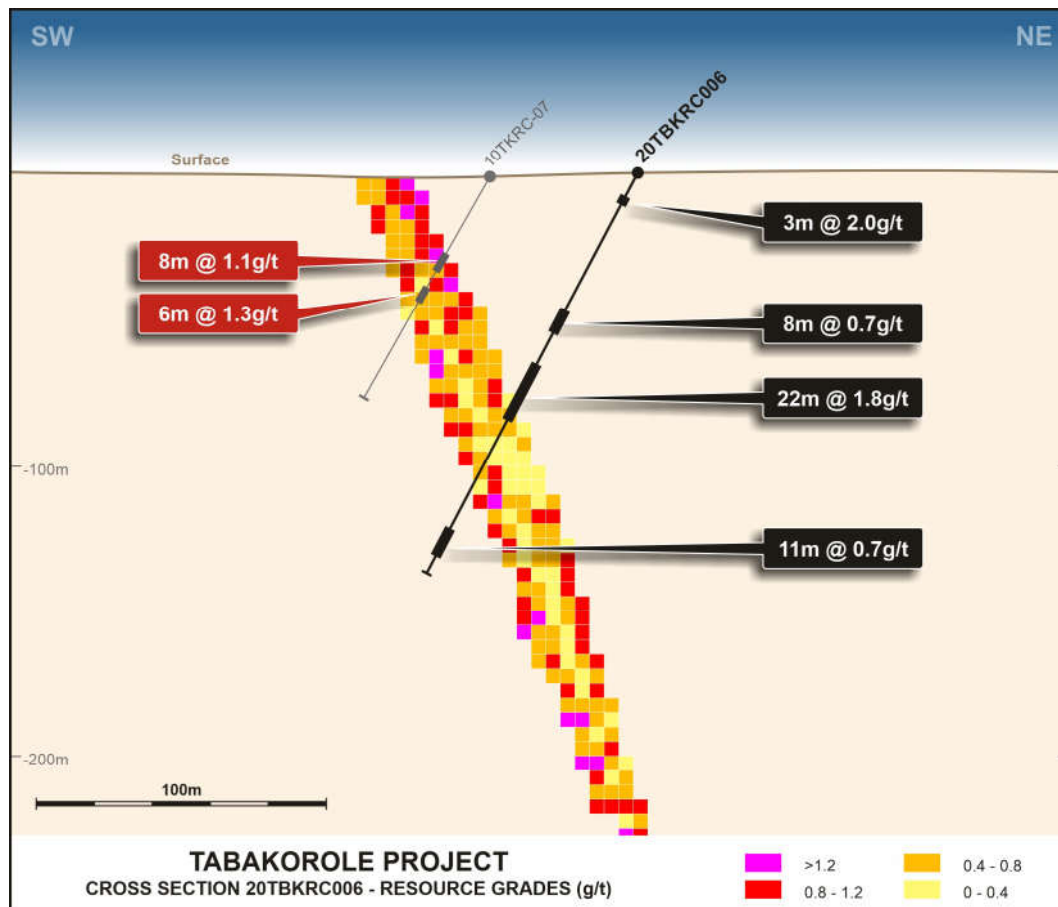 SW
NE
10TKRC-07
20TBKRC006
Surface
3m @ 2.0g/t
8m @ 1.1g/t
6m @ 1.3g/t
8m @ 0.7g/t
22m @ 1.8g/t
-100m
11m @ 0.7g/t
-200m
100m
TABAKOROLE PROJECT
CROSS SECTION 20TBKRC006 - RESOURCE GRADES (g/t)
>1.2
0.4 - 0.8
0.8 - 1.2
0 - 0.4